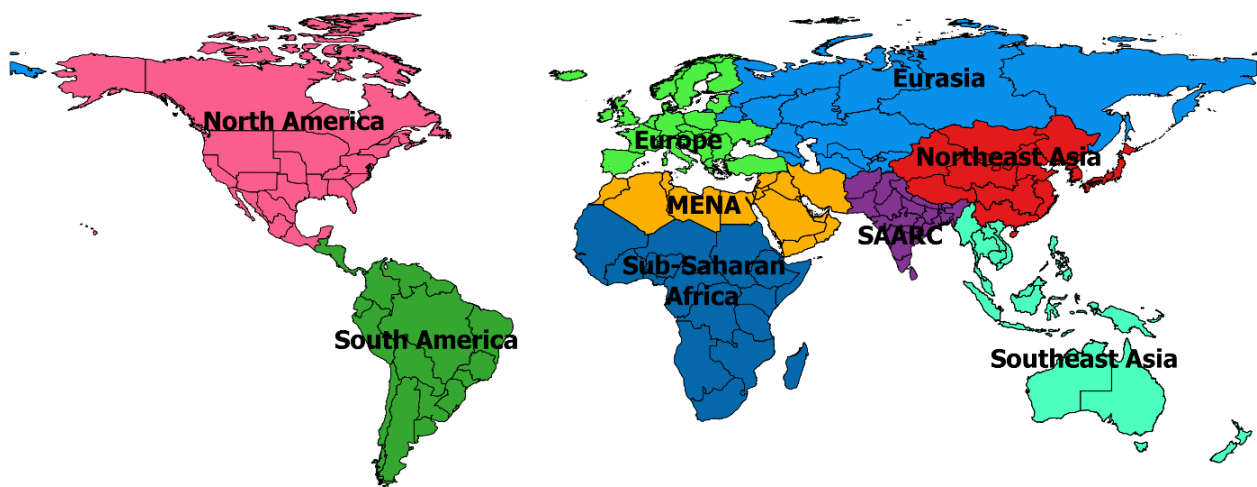 Eurasia
North America
Europe
Northeast Asia
MENA
SAARC
Sub-Saharan
Africa
South America
Southeast Asia